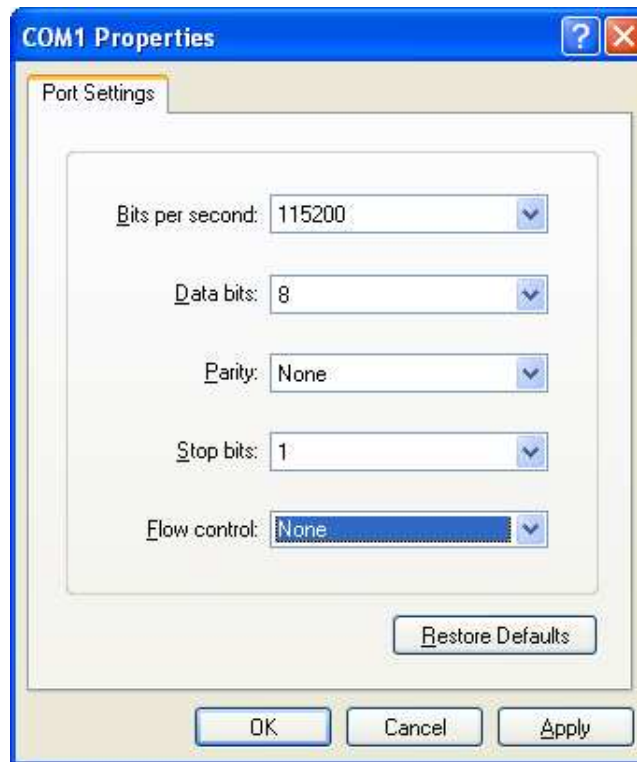 COM1 Properties
Port Settings
Bits per second: 115200
Data bits: 8
Parity: None
Stop bits: 1
Flow control: None
Restore Defaults
OK Cancel Apply